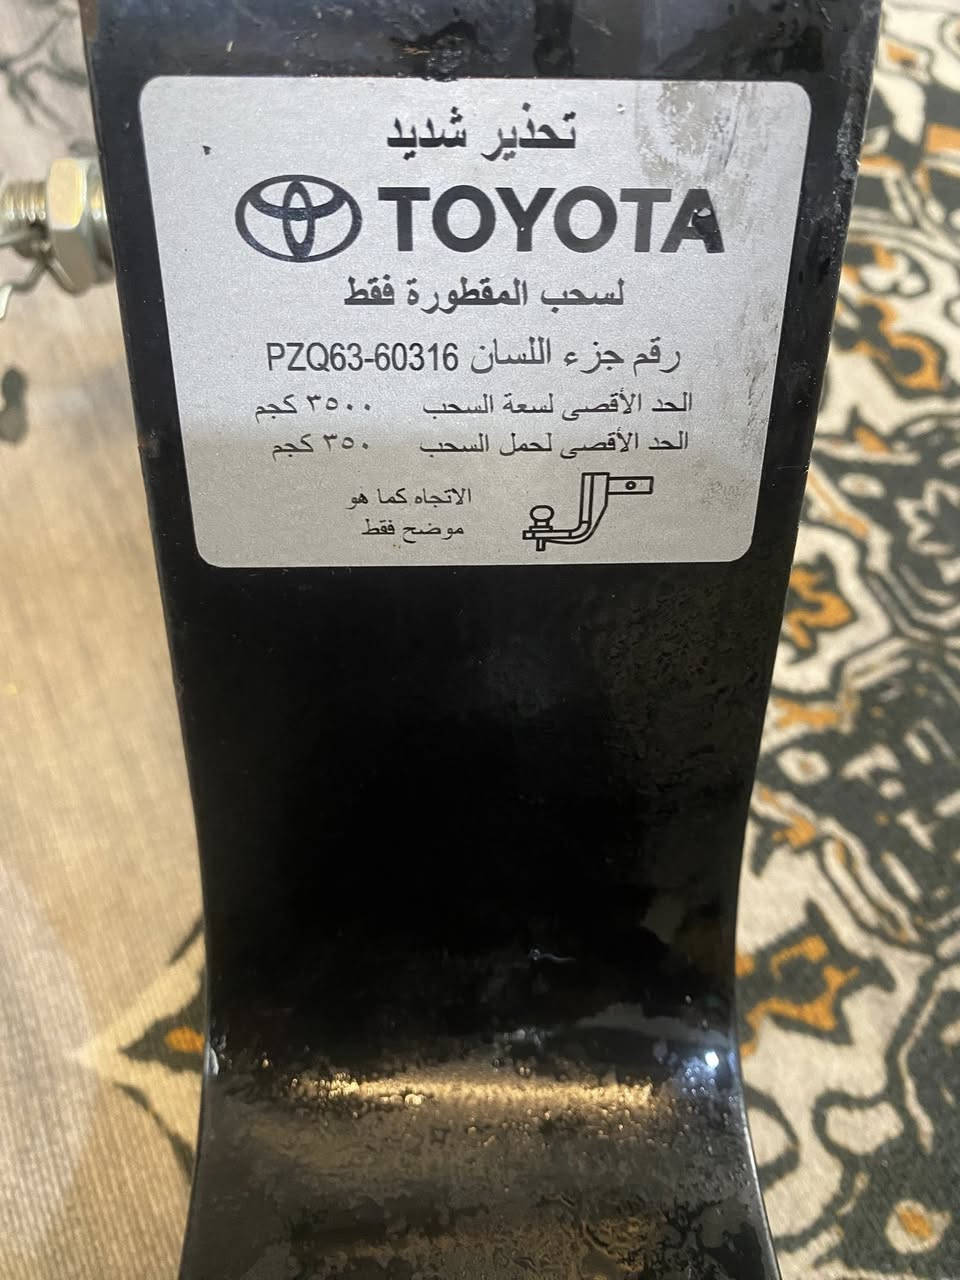 تحذير شديد
TOYOTA
لسحب المقطورة فقط
رقم جزء اللسان PZQ63-60316
الحد الأقصى لسعة السحب ٣٥٠٠ كجم
الحد الأقصى لحمل السحب ٣٥٠ كجم
الاتجاه كما هو
موضح فقط